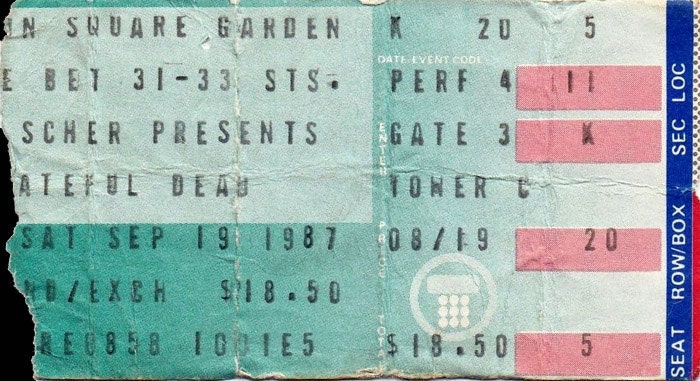 N SQUARE GARDEN K 20 5
E BET 31-33 STS. PERF 4 111
SCHER PRESENTS GATE 3 K
ATEFUL DEAD TOWER C
SAT SEP 19 1987 08/19 20
ND/EXCH $18.50
RE0858 1001E5 $18.50 5
DATE/EVENT CODE
SEAT ROW/BOX SEC LOC